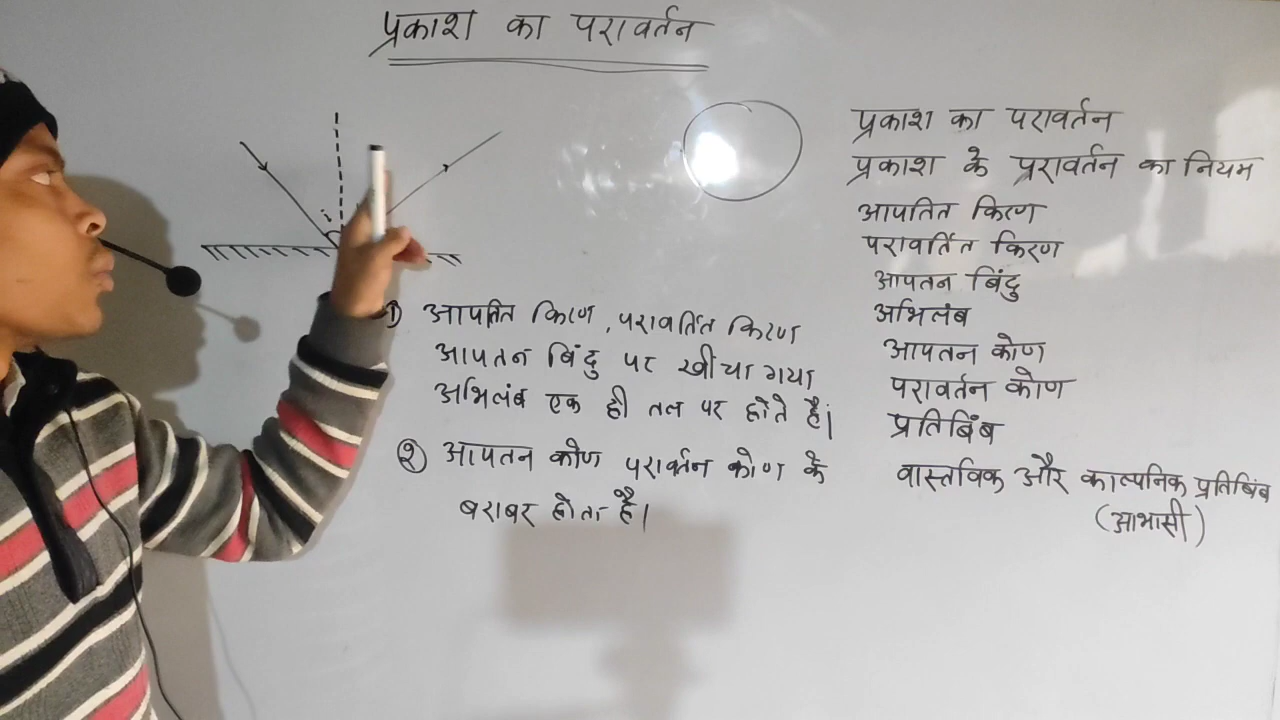 प्रकाश का परावर्तन
i
① आपतित किरण, परावर्तित किरण
आपतन बिंदु पर खींचा गया
अभिलंब एक ही तल पर होते हैं।
② आपतन कोण परावर्तन कोण के
बराबर होता है।
प्रकाश का परावर्तन
प्रकाश के प्ररावर्तन का नियम
आपतित किरण
परावर्तित किरण
आपतन बिंदु
अभिलंब
आपतन कोण
परावर्तन कोण
प्रतिबिंब
वास्तविक और काल्पनिक प्रतिबिंब
(आभासी)